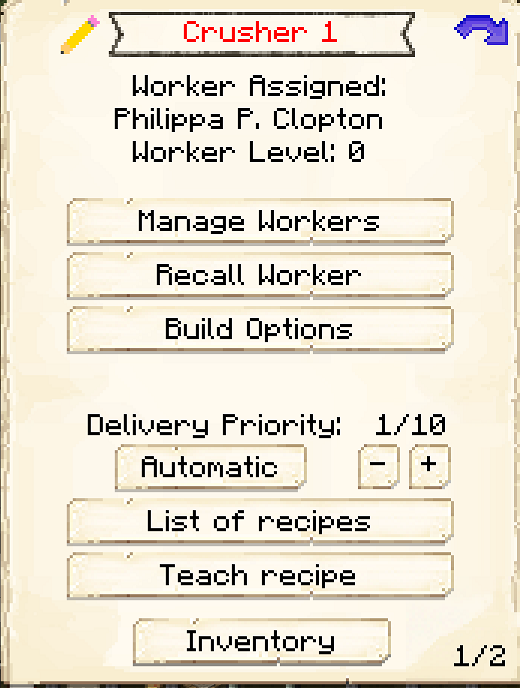 Crusher 1
Worker Assigned:
Philippa P. Clopton
Worker Level: 0
Manage Workers
Recall Worker
Build Options
Delivery Priority: 1/10
Automatic - +
List of recipes
Teach recipe
Inventory
1/2